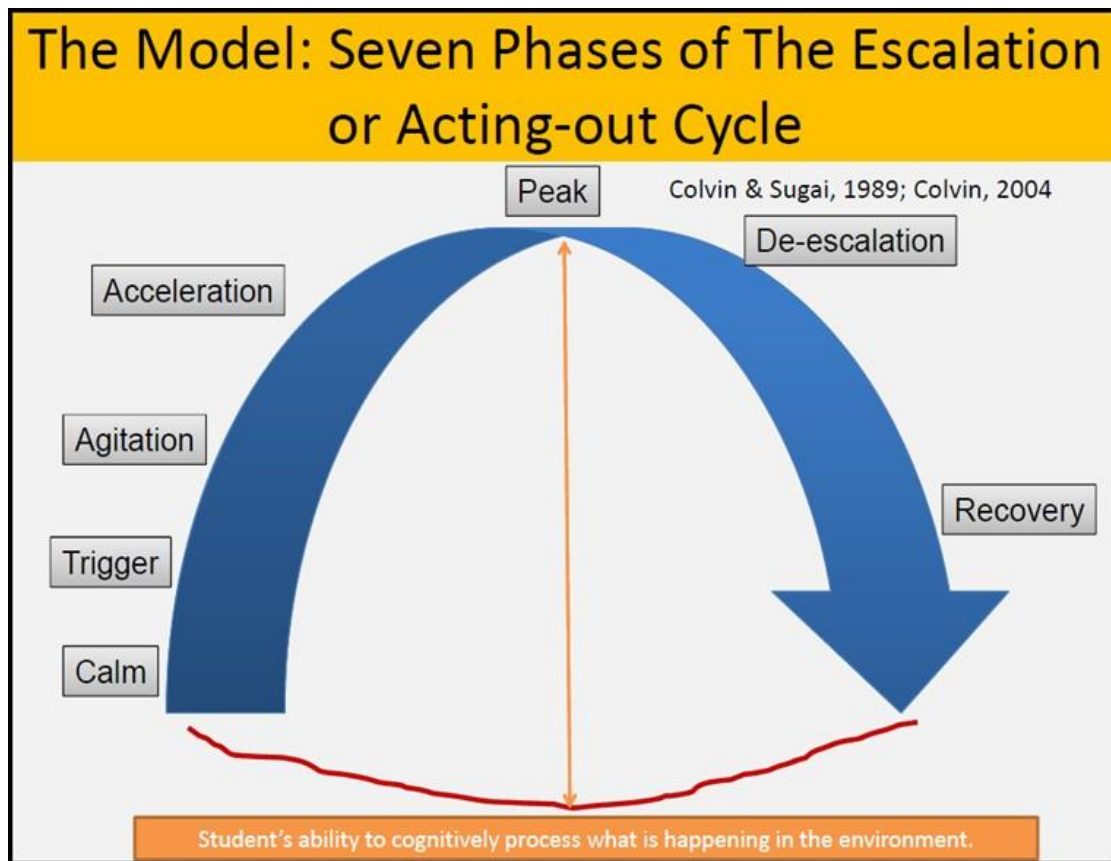 The Model: Seven Phases of The Escalation
or Acting-out Cycle
Peak
Colvin & Sugai, 1989; Colvin, 2004
De-escalation
Acceleration
Agitation
Recovery
Trigger
Calm
Student's ability to cognitively process what is happening in the environment.